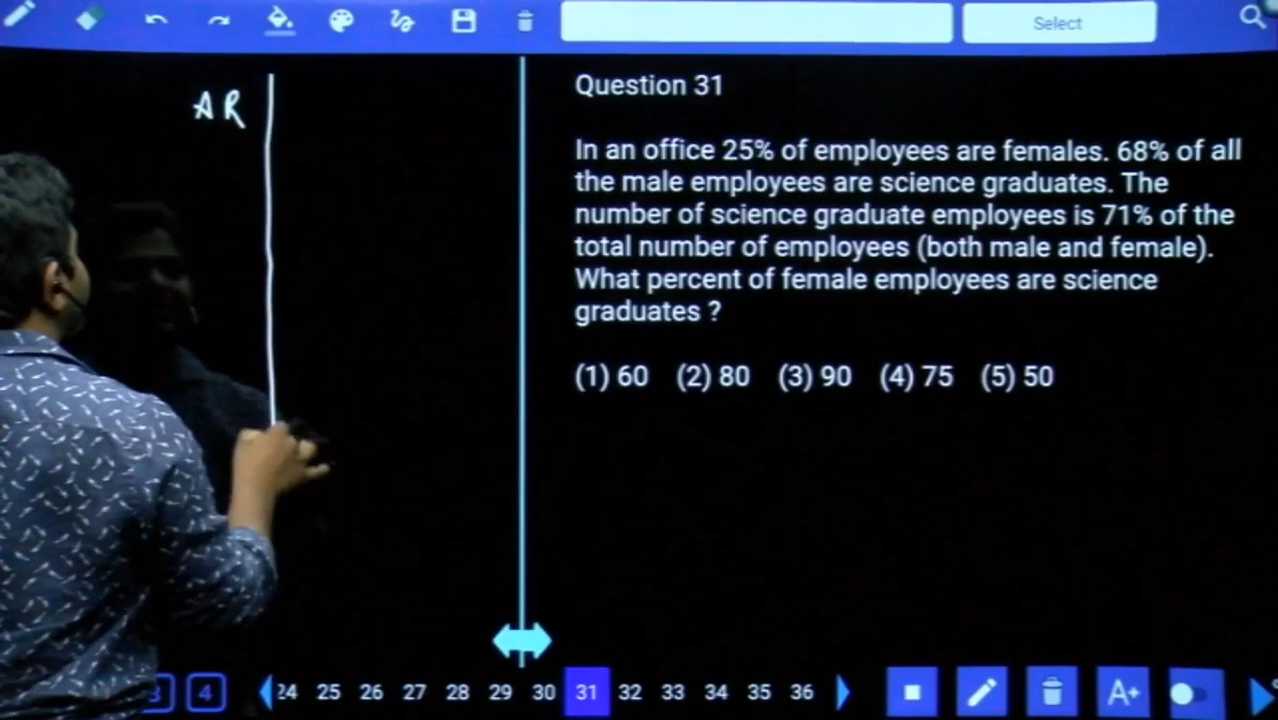 Select
A R
Question 31
In an office 25% of employees are females. 68% of all
the male employees are science graduates. The
number of science graduate employees is 71% of the
total number of employees (both male and female).
What percent of female employees are science
graduates ?
(1) 60 (2) 80 (3) 90 (4) 75 (5) 50
3 4 24 25 26 27 28 29 30 31 32 33 34 35 36 A+